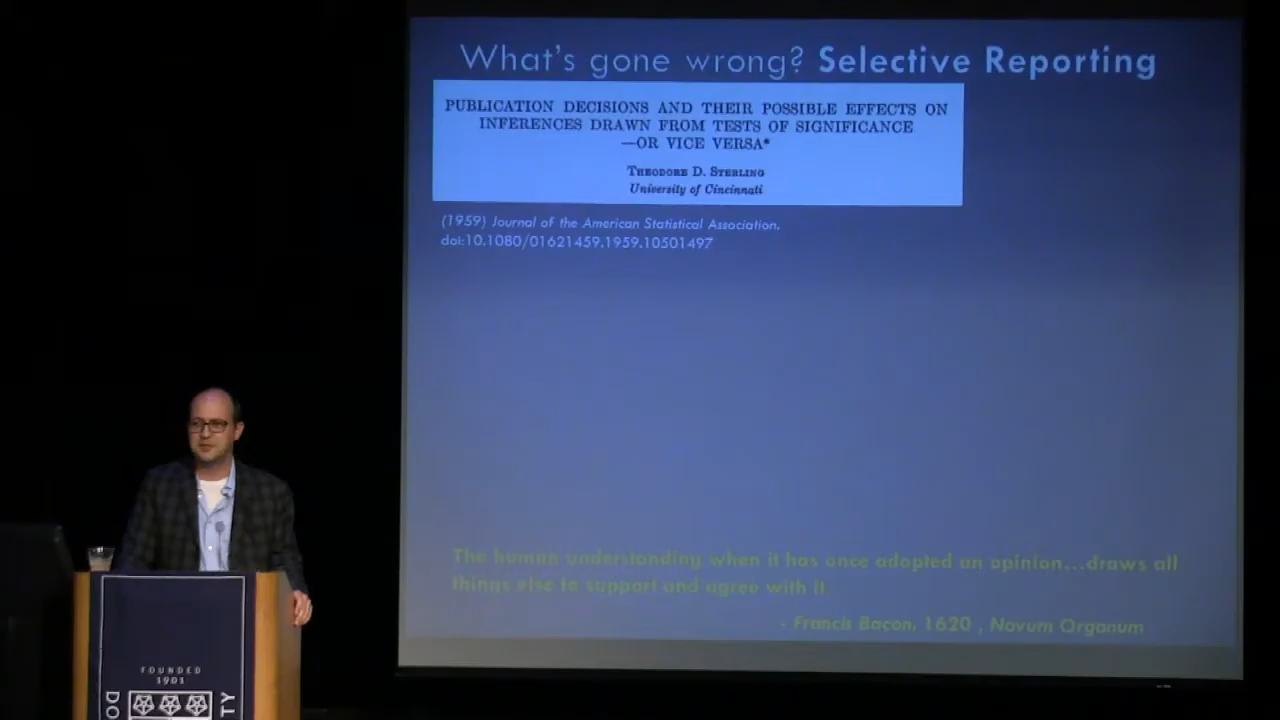 What's gone wrong? Selective Reporting
PUBLICATION DECISIONS AND THEIR POSSIBLE EFFECTS ON
INFERENCES DRAWN FROM TESTS OF SIGNIFICANCE
—OR VICE VERSA*
THEODORE D. STERLING
University of Cincinnati
(1959) Journal of the American Statistical Association.
doi:10.1080/01621459.1959.10501497
The human understanding when it has once adopted an opinion...draws all
things else to support and agree with it.
- Francis Bacon, 1620 , Novum Organum
FOUNDED
1901